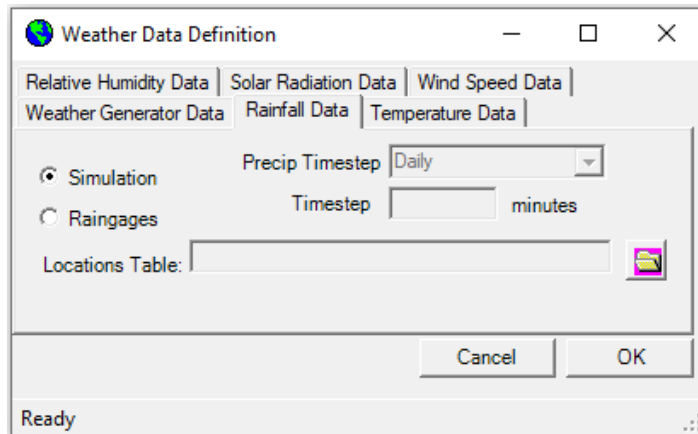 Weather Data Definition
Relative Humidity Data Solar Radiation Data Wind Speed Data
Weather Generator Data Rainfall Data Temperature Data
Precip Timestep Daily
Simulation
Timestep minutes
Raingages
Locations Table:
Cancel OK
Ready